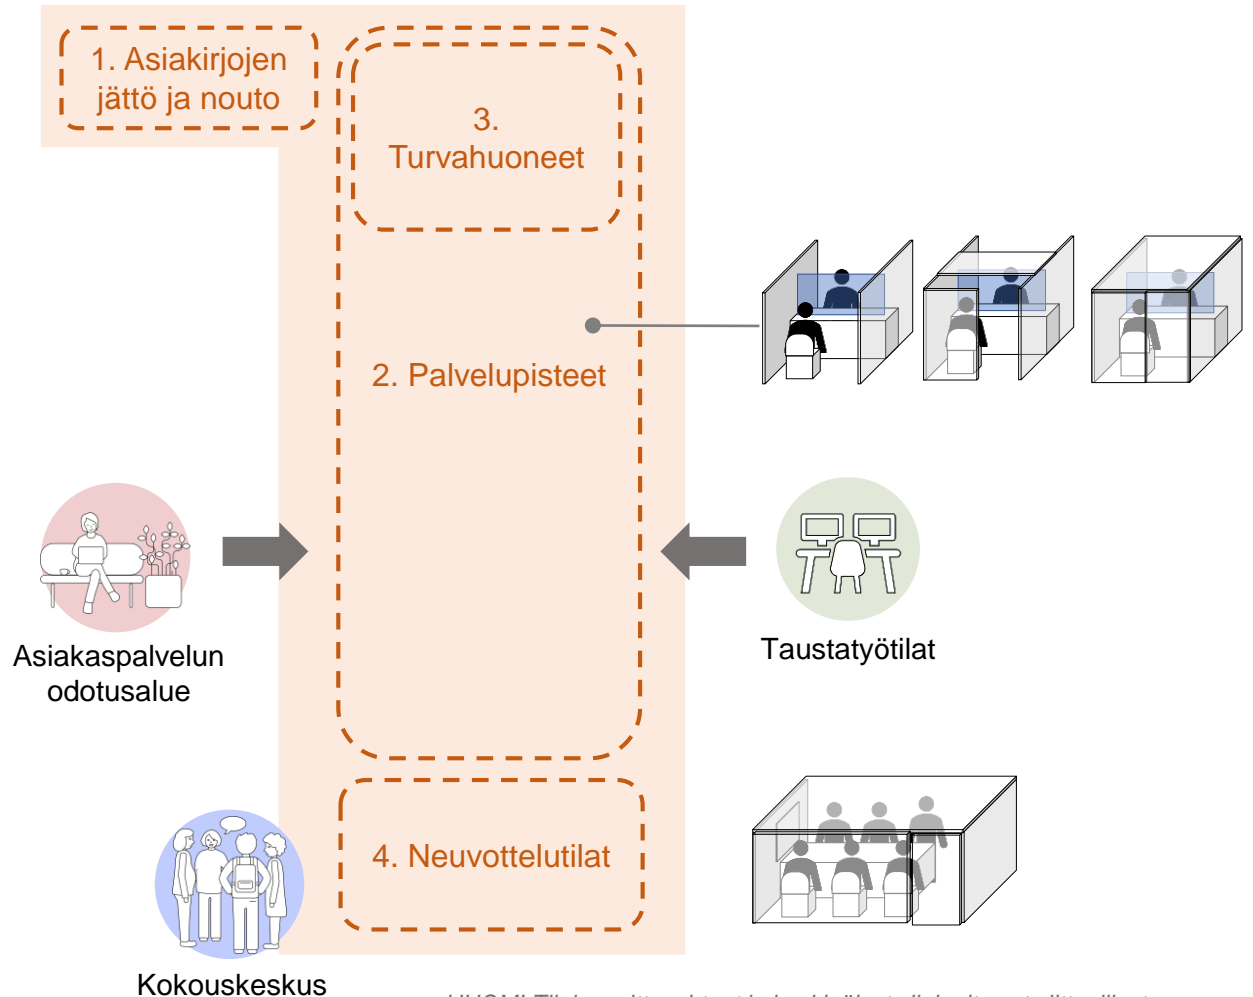 1. Asiakirjojen
jättö ja nouto
3.
Turvahuoneet
2. Palvelupisteet
Asiakaspalvelun
odotusalue
Taustatyötilat
4. Neuvottelutilat
Kokouskeskus